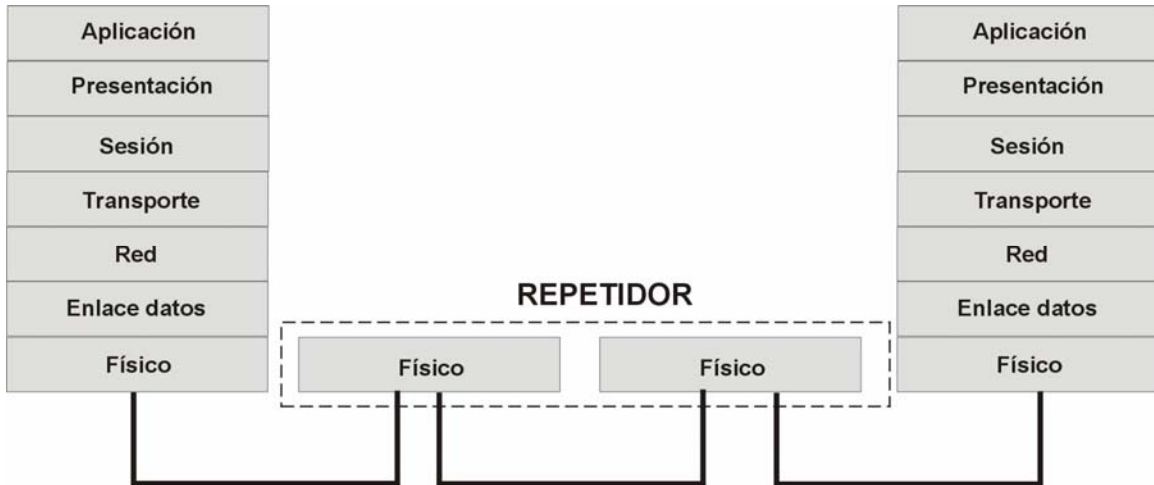 Aplicación
Presentación
Sesión
Transporte
Red
Enlace datos
Físico
REPETIDOR
Físico
Físico
Aplicación
Presentación
Sesión
Transporte
Red
Enlace datos
Físico